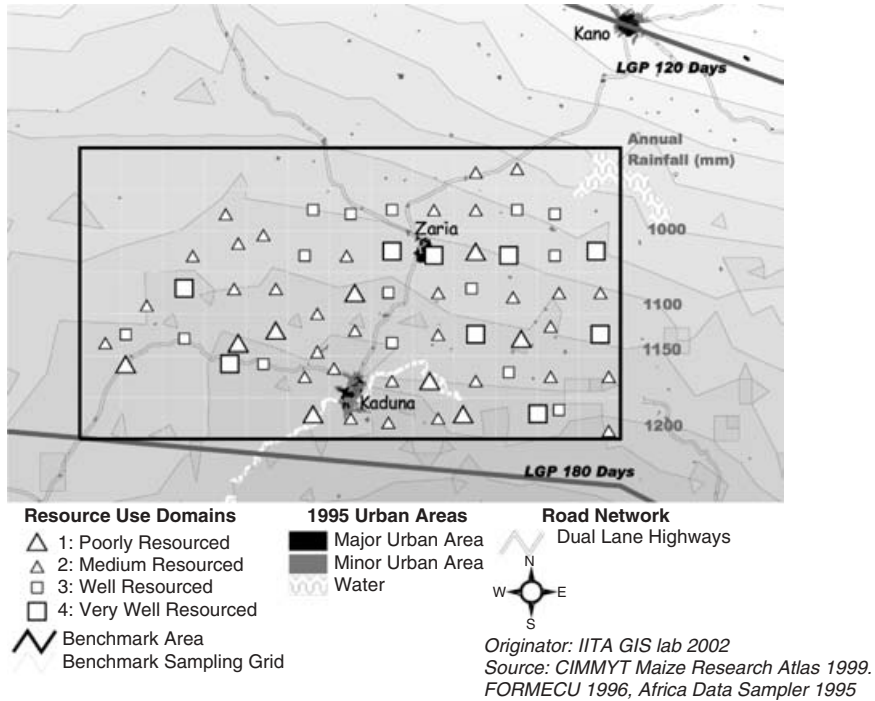 Kano
LGP 120 Days
Annual
Rainfall (mm)
Zaria
1000
1100
1150
Kaduna
1200
LGP 180 Days
Resource Use Domains
1: Poorly Resourced
2: Medium Resourced
3: Well Resourced
4: Very Well Resourced
Benchmark Area
Benchmark Sampling Grid
1995 Urban Areas
Major Urban Area
Minor Urban Area
Water
Road Network
Dual Lane Highways
N
W E
S
Originator: IITA GIS lab 2002
Source: CIMMYT Maize Research Atlas 1999.
FORMECU 1996, Africa Data Sampler 1995